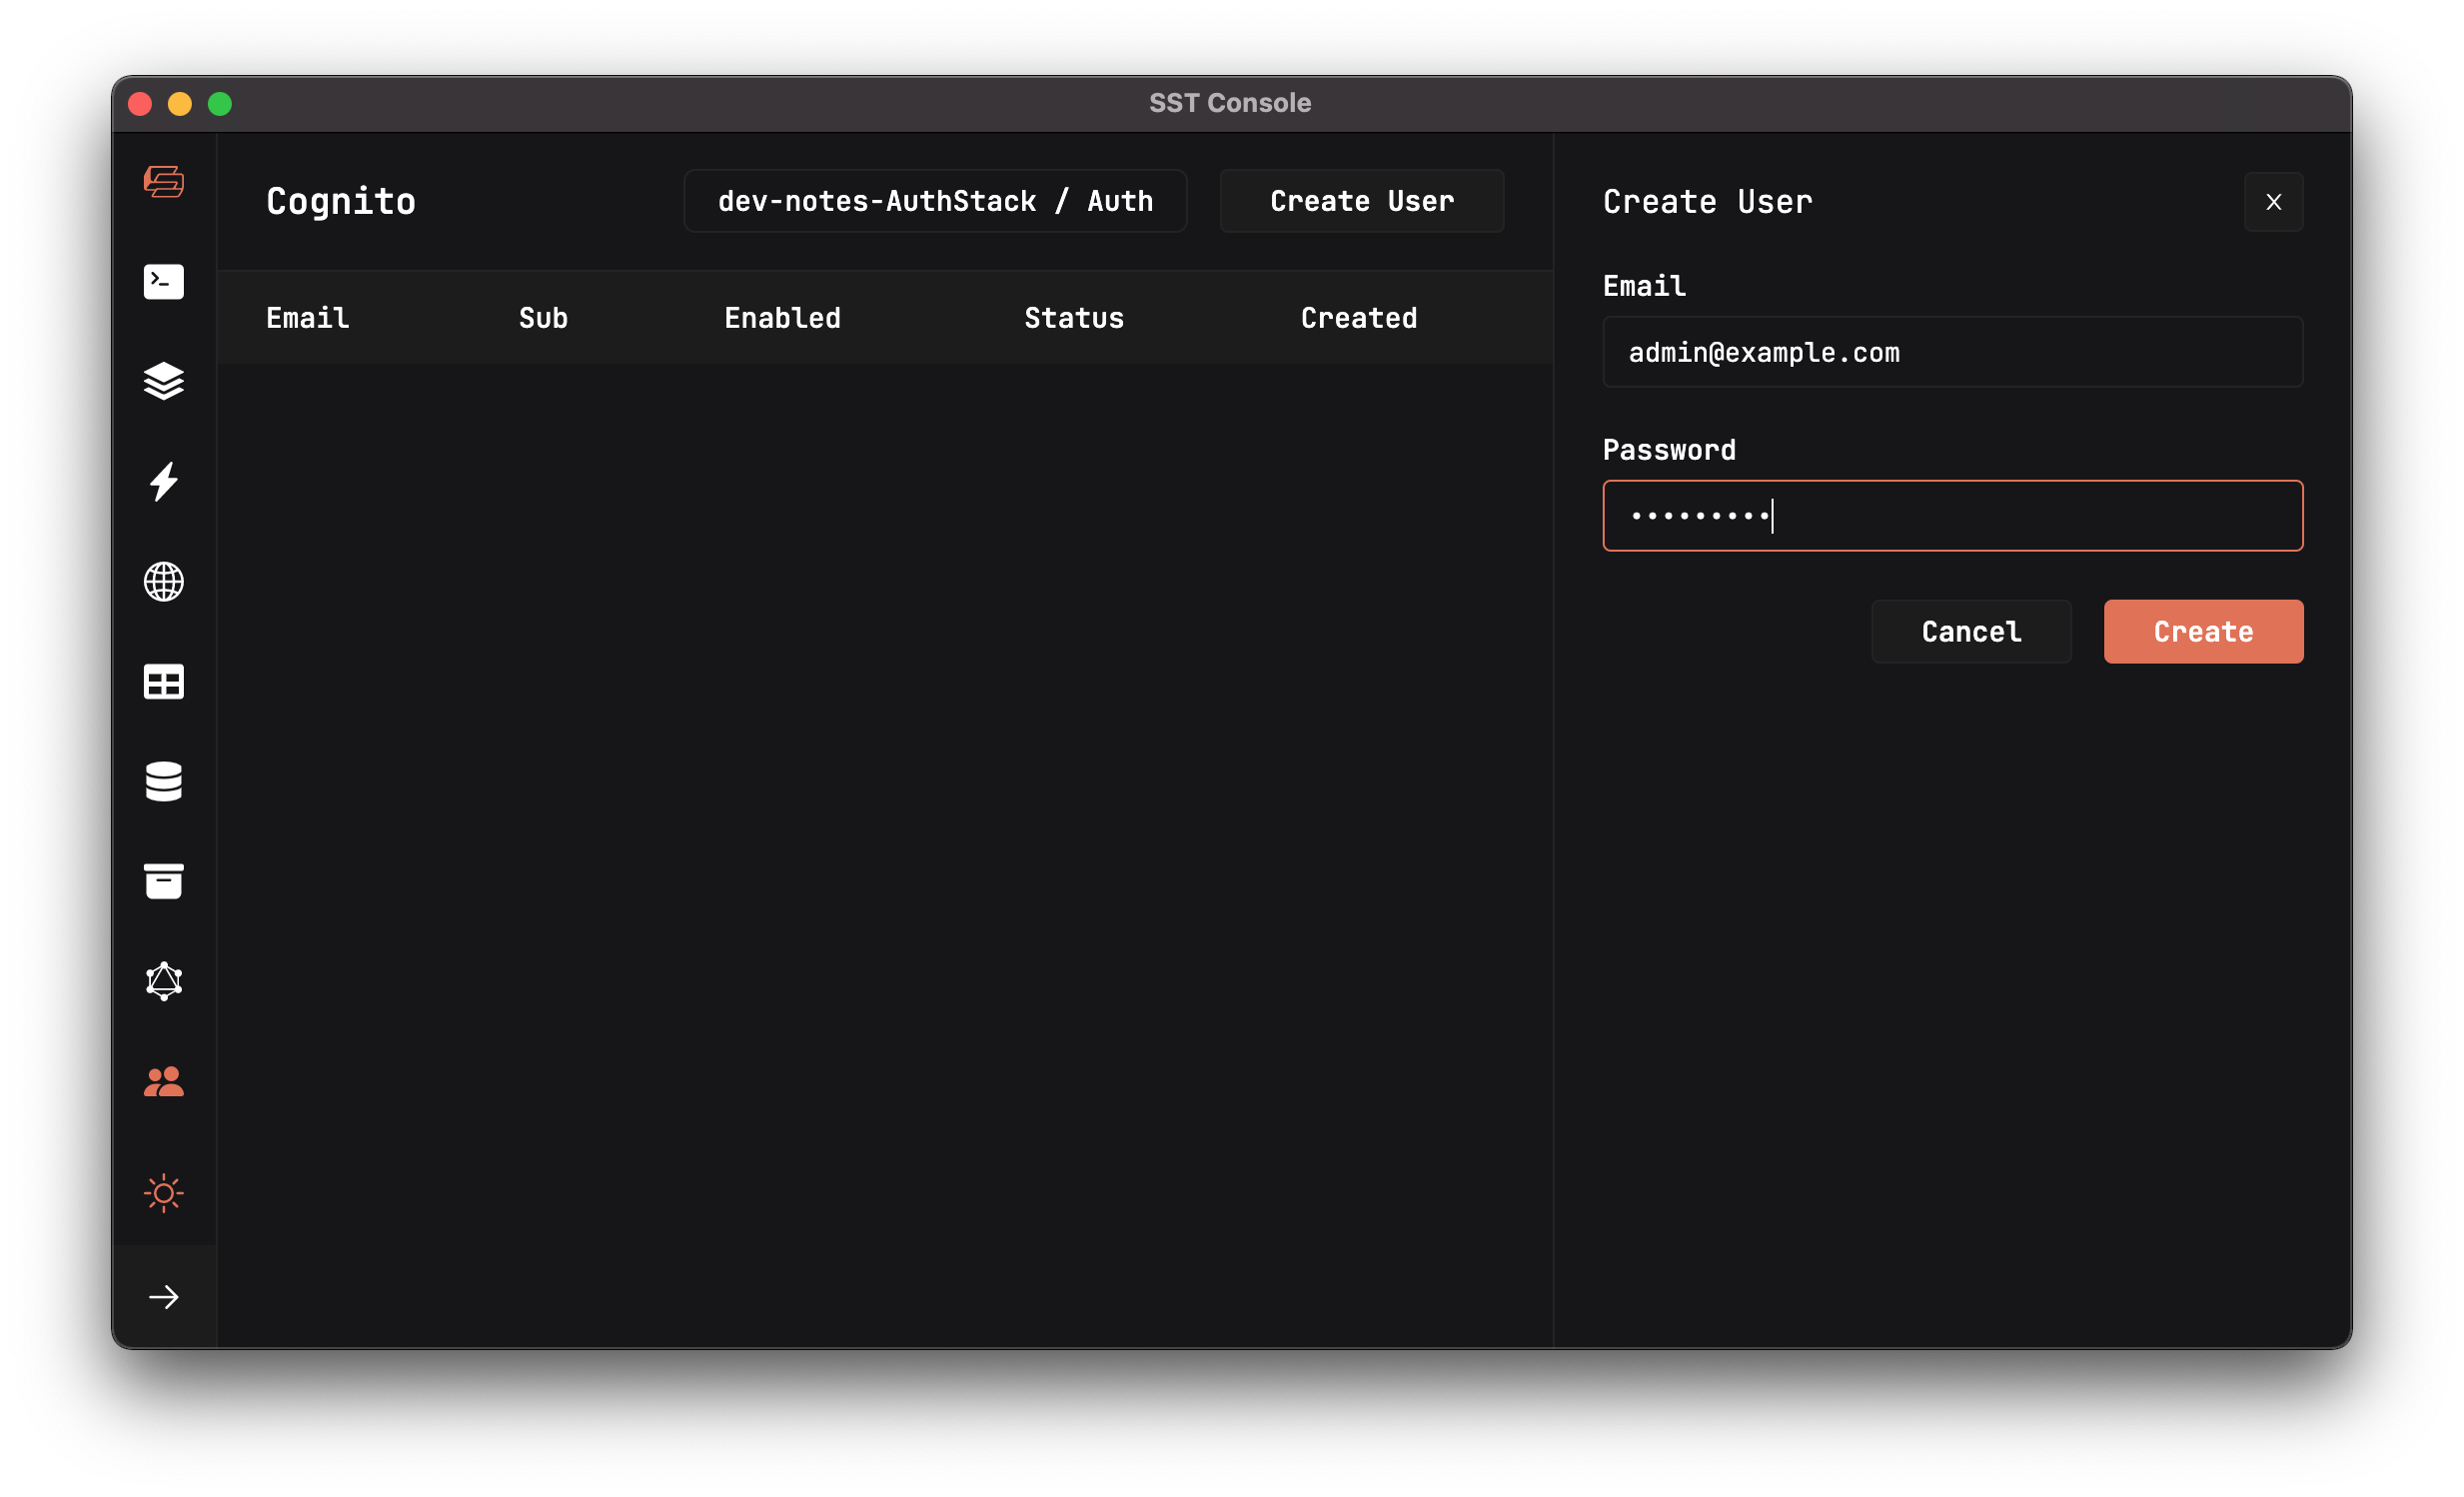 SST Console
Cognito
dev-notes-AuthStack / Auth
Create User
Email Sub Enabled Status Created
Create User
X
Email
admin@example.com
Password
•••••••••
Cancel
Create